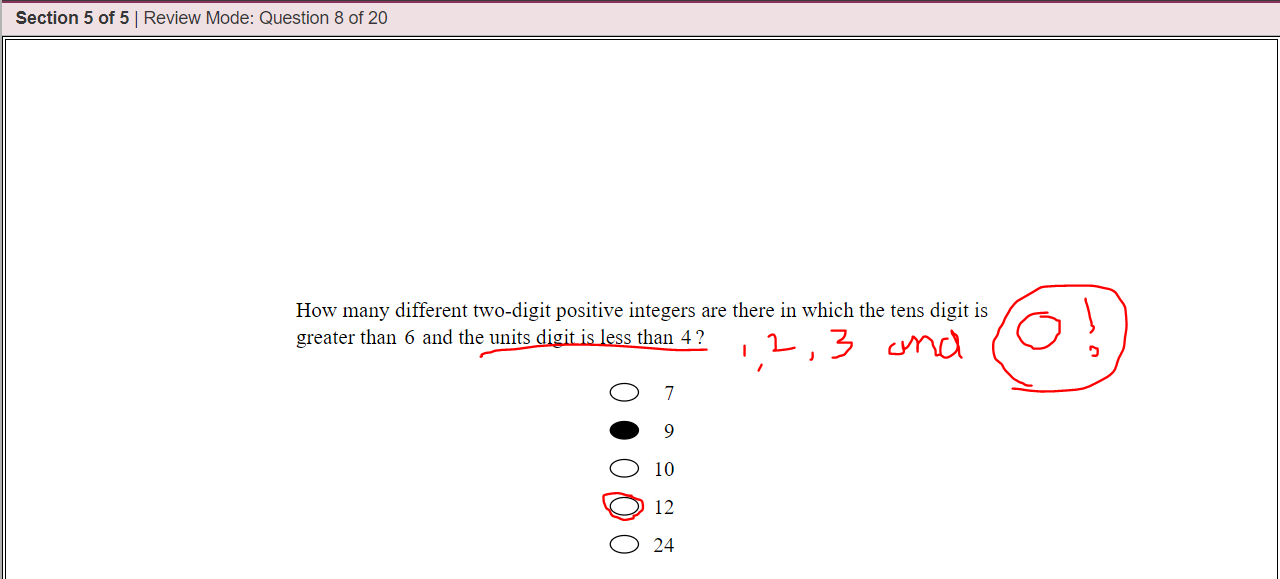 Section 5 of 5 | Review Mode: Question 8 of 20
How many different two-digit positive integers are there in which the tens digit is
greater than 6 and the units digit is less than 4?
1, 2, 3 and 0!
7
9
10
12
24